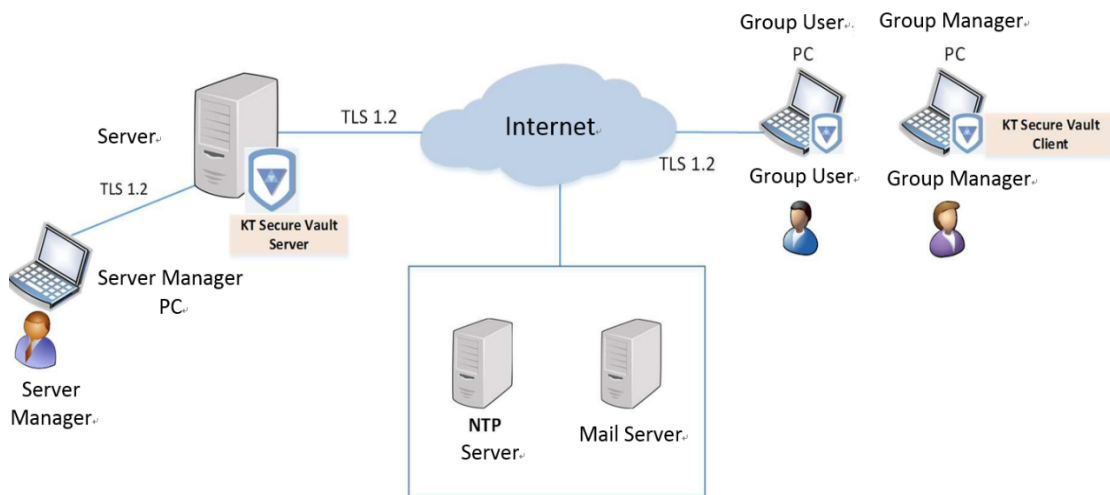 Group User
Group Manager
PC
PC
TLS 1.2
Internet
Server
TLS 1.2
KT Secure Vault
Client
TLS 1.2
Group User
Group Manager
KT Secure Vault
Server
Server Manager
PC
Server
Manager
NTP
Server
Mail Server